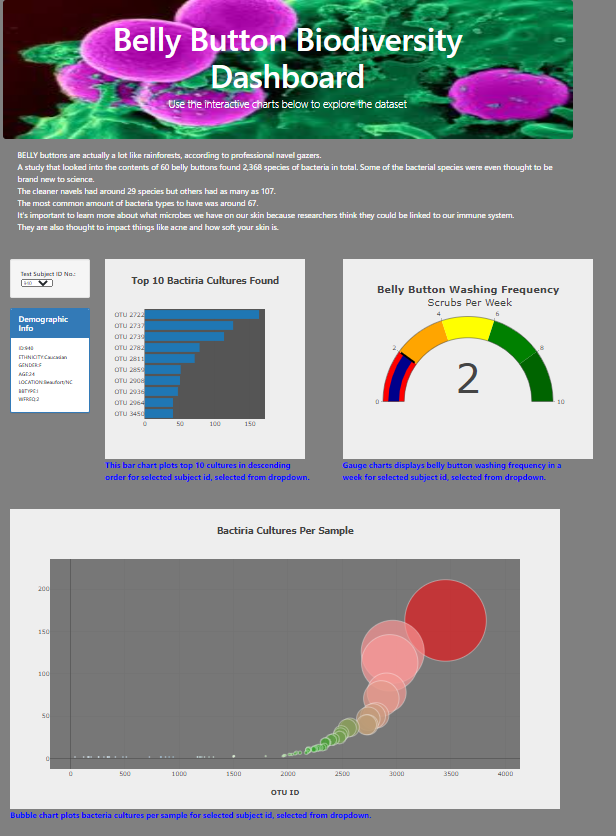 Belly Button Biodiversity
Dashboard
Use the interactive charts below to explore the dataset
BELLY buttons are actually a lot like rainforests, according to professional navel gazers.
A study that looked into the contents of 60 belly buttons found 2,368 species of bacteria in total. Some of the bacterial species were even thought to be
brand new to science.
The cleaner navels had around 29 species but others had as many as 107.
The most common amount of bacteria types to have was around 67.
It's important to learn more about what microbes we have on our skin because researchers think they could be linked to our immune system.
They are also thought to impact things like acne and how soft your skin is.
Test Subject ID No.:
940
Demographic
Info
ID:940
ETHNICITY:Caucasian
GENDER:F
AGE:24
LOCATION:Beaufort/NC
BBTYPE:I
WFREQ:2
Top 10 Bactiria Cultures Found
OTU 2722
OTU 2737
OTU 2739
OTU 2782
OTU 2811
OTU 2859
OTU 2908
OTU 2936
OTU 2964
OTU 3450
0 50 100 150
This bar chart plots top 10 cultures in descending
order for selected subject id, selected from dropdown.
Belly Button Washing Frequency
Scrubs Per Week
0
2
4
6
8
10
2
Gauge charts displays belly button washing frequency in a
week for selected subject id, selected from dropdown.
Bactiria Cultures Per Sample
200
150
100
50
0
0 500 1000 1500 2000 2500 3000 3500 4000
OTU ID
Bubble chart plots bacteria cultures per sample for selected subject id, selected from dropdown.